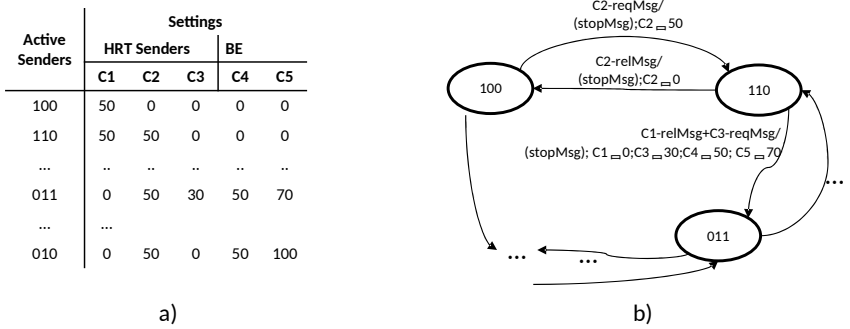 Settings
Active
Senders
HRT Senders BE
C1 C2 C3 C4 C5
100 50 0 0 0 0
110 50 50 0 0 0
... .. .. .. .. ..
011 0 50 30 50 70
... ...
010 0 50 0 50 100
a)
C2-reqMsg/
(stopMsg);C2 ▭ 50
C2-relMsg/
(stopMsg);C2 ▭ 0
100
110
C1-relMsg+C3-reqMsg/
(stopMsg); C1 ▭ 0;C3 ▭ 30;C4 ▭ 50; C5 ▭ 70
...
011
...
...
b)